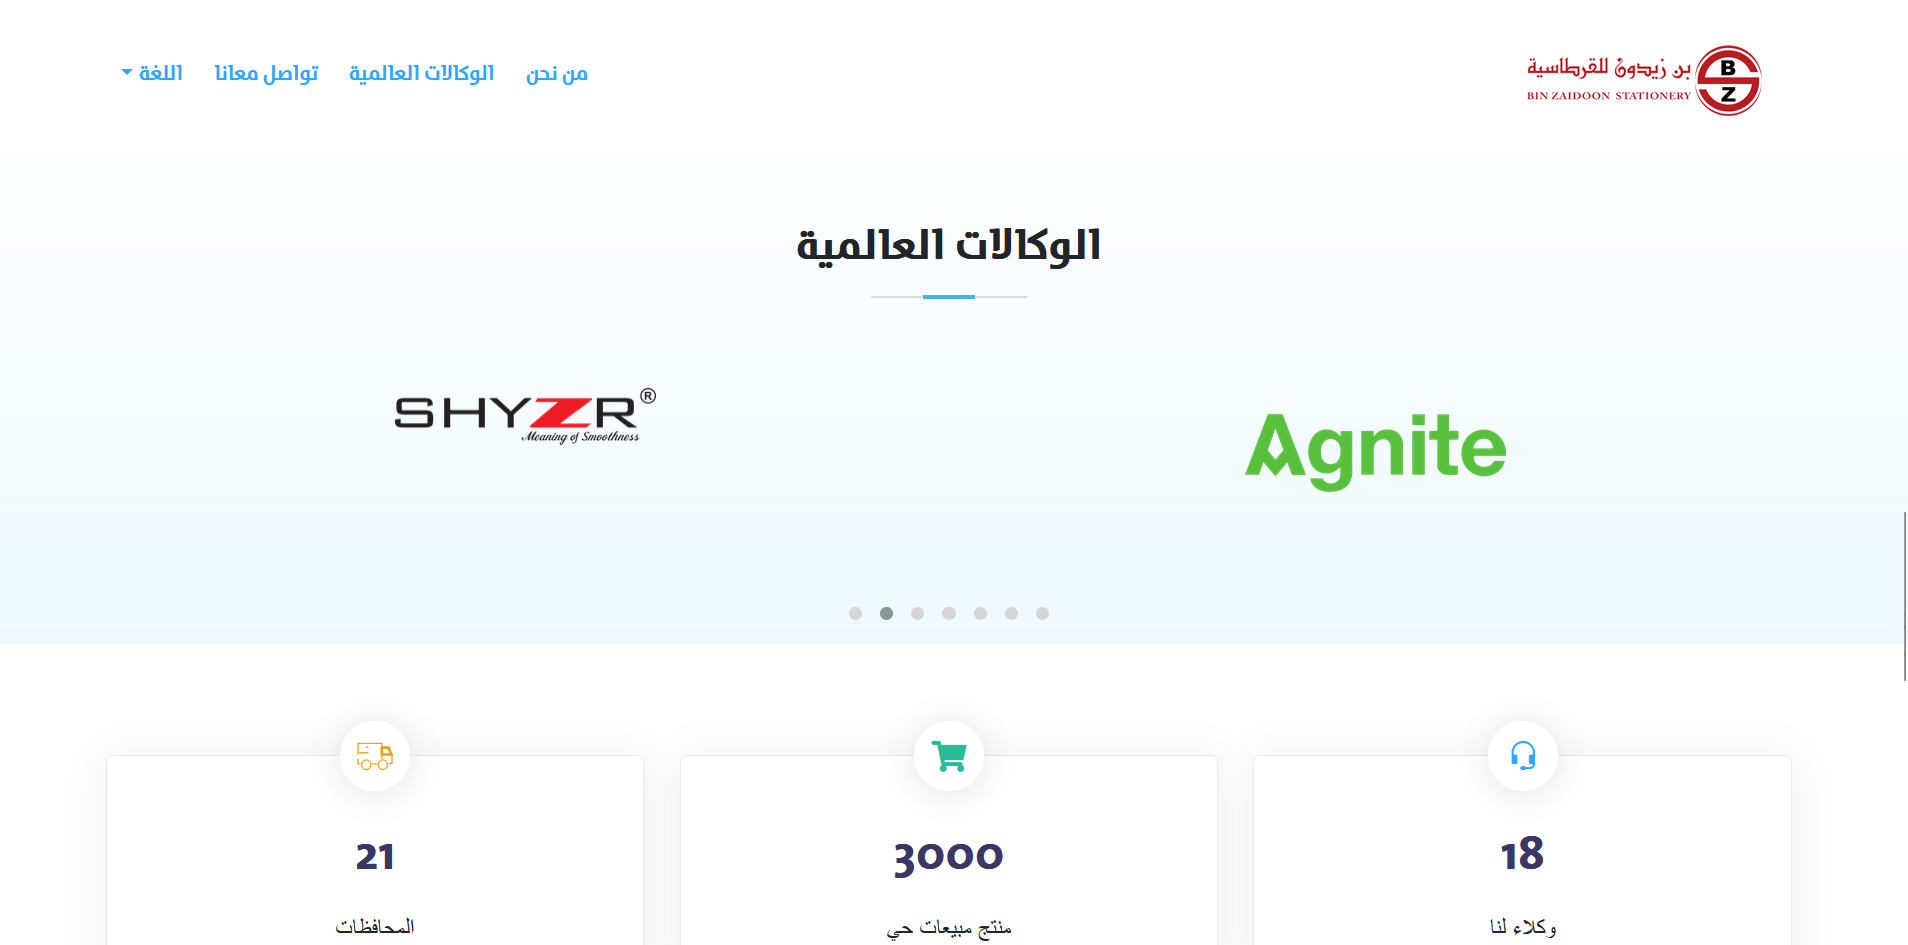 بن زيدون للقرطاسية
BIN ZAIDOON STATIONERY
B
Z
من نحن
الوكالات العالمية
تواصل معانا
اللغة
الوكالات العالمية
Agnite
SHYZR®
Meaning of Smoothness
18
وكلاء لنا
3000
منتج مبيعات حي
21
المحافظات